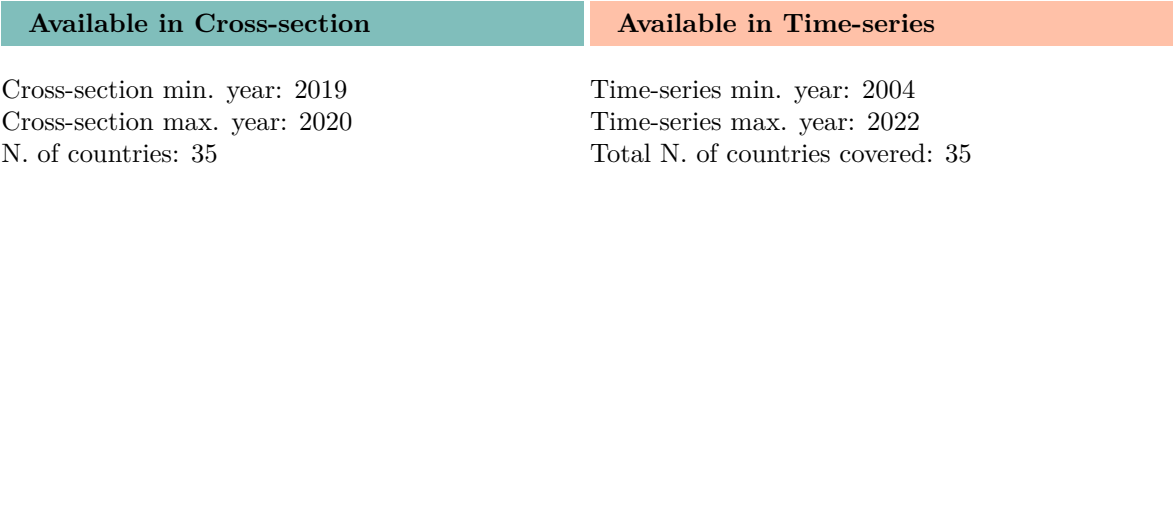 Available in Cross-section
Cross-section min. year: 2019
Cross-section max. year: 2020
N. of countries: 35
Available in Time-series
Time-series min. year: 2004
Time-series max. year: 2022
Total N. of countries covered: 35